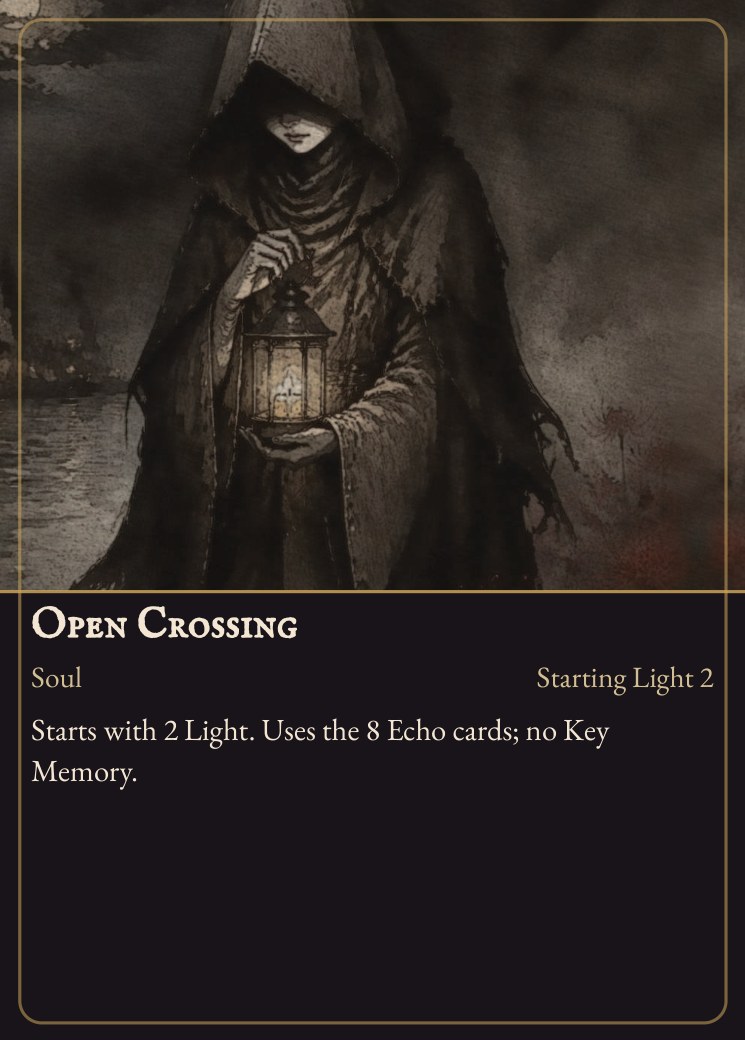 Open Crossing
Soul
Starting Light 2
Starts with 2 Light. Uses the 8 Echo cards; no Key
Memory.